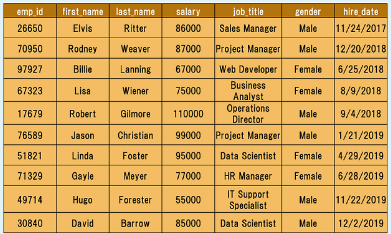 emp_id first_name last_name salary job_title gender hire_date
26650 Elvis Ritter 86000 Sales Manager Male 11/24/2017
70950 Rodney Weaver 87000 Project Manager Male 12/20/2018
97927 Billie Lanning 67000 Web Developer Female 6/25/2018
67323 Lisa Wiener 75000 Business Analyst Female 8/9/2018
17679 Robert Gilmore 110000 Operations Director Male 9/4/2018
76589 Jason Christian 99000 Project Manager Male 1/21/2019
51821 Linda Foster 95000 Data Scientist Female 4/29/2019
71329 Gayle Meyer 77000 HR Manager Female 6/28/2019
49714 Hugo Forester 55000 IT Support Specialist Male 11/22/2019
30840 David Barrow 85000 Data Scientist Male 12/2/2019